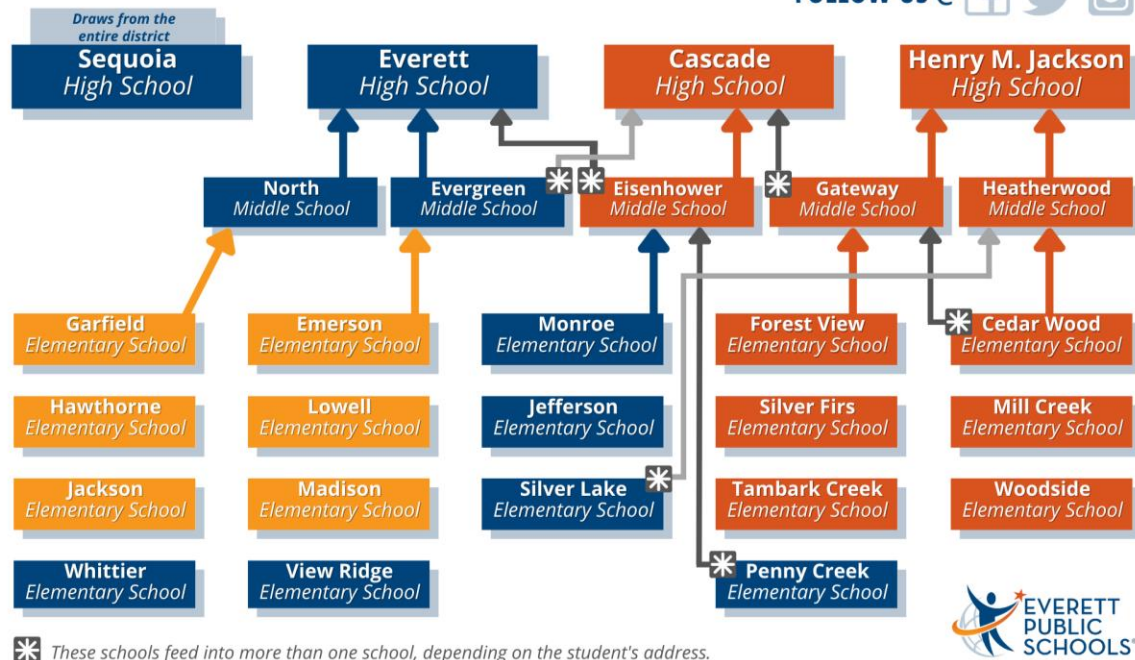 FOLLOW US @
Draws from the
entire district
Sequoia
High School
Everett
High School
Cascade
High School
Henry M. Jackson
High School
North
Middle School
Evergreen
Middle School
Eisenhower
Middle School
Gateway
Middle School
Heatherwood
Middle School
Garfield
Elementary School
Emerson
Elementary School
Monroe
Elementary School
Forest View
Elementary School
Cedar Wood
Elementary School
Hawthorne
Elementary School
Lowell
Elementary School
Jefferson
Elementary School
Silver Firs
Elementary School
Mill Creek
Elementary School
Jackson
Elementary School
Madison
Elementary School
Silver Lake
Elementary School
Tambark Creek
Elementary School
Woodside
Elementary School
Whittier
Elementary School
View Ridge
Elementary School
Penny Creek
Elementary School
EVERETT
PUBLIC
SCHOOLS
These schools feed into more than one school, depending on the student's address.